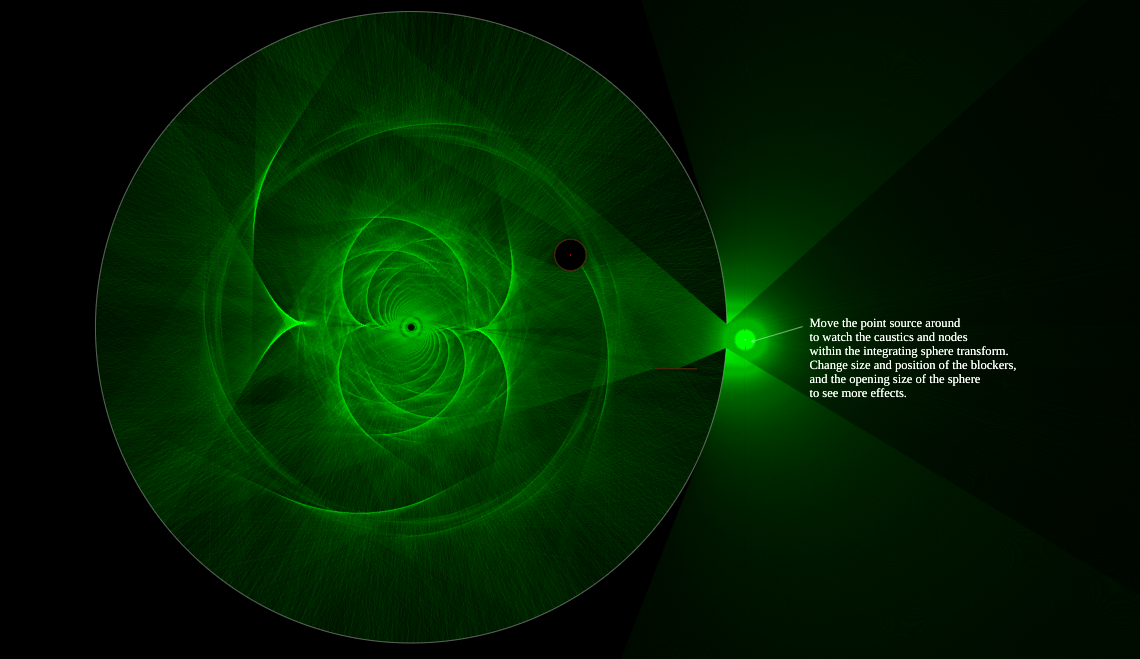 Move the point source around
to watch the caustics and nodes
within the integrating sphere transform.
Change size and position of the blockers,
and the opening size of the sphere
to see more effects.